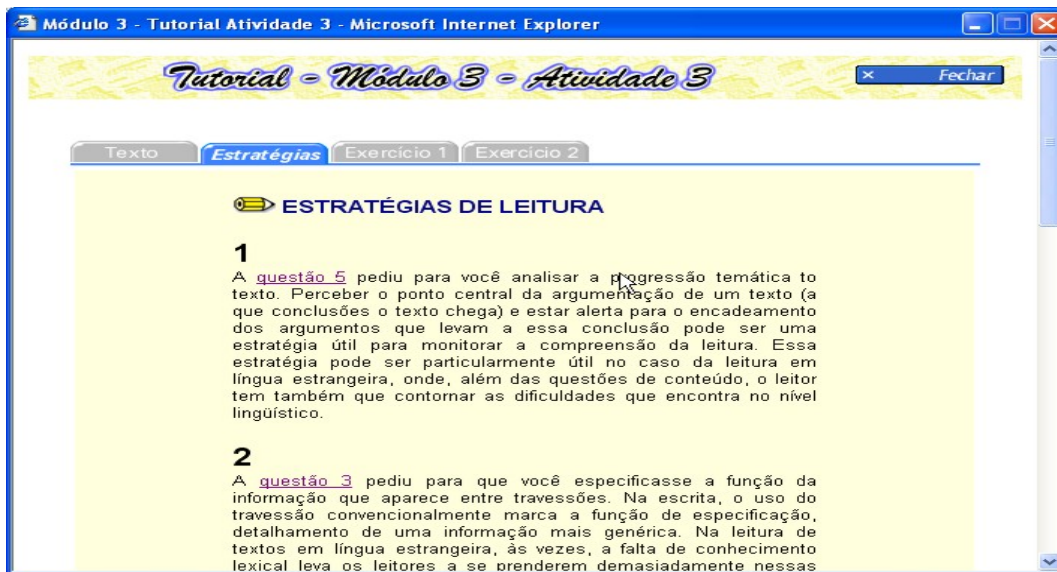 Módulo 3 - Tutorial Atividade 3 - Microsoft Internet Explorer
Tutorial - Módulo 3 - Atividade 3
× Fechar
Texto Estratégias Exercício 1 Exercício 2
ESTRATÉGIAS DE LEITURA
1
A questão 5 pediu para você analisar a progressão temática to
texto. Perceber o ponto central da argumentação de um texto (a
que conclusões o texto chega) e estar alerta para o encadeamento
dos argumentos que levam a essa conclusão pode ser uma
estratégia útil para monitorar a compreensão da leitura. Essa
estratégia pode ser particularmente útil no caso da leitura em
língua estrangeira, onde, além das questões de conteúdo, o leitor
tem também que contornar as dificuldades que encontra no nível
lingüístico.
2
A questão 3 pediu para que você especificasse a função da
informação que aparece entre travessões. Na escrita, o uso do
travessão convencionalmente marca a função de especificação,
detalhamento de uma informação mais genérica. Na leitura de
textos em língua estrangeira, às vezes, a falta de conhecimento
lexical leva os leitores a se prenderem demasiadamente nessas